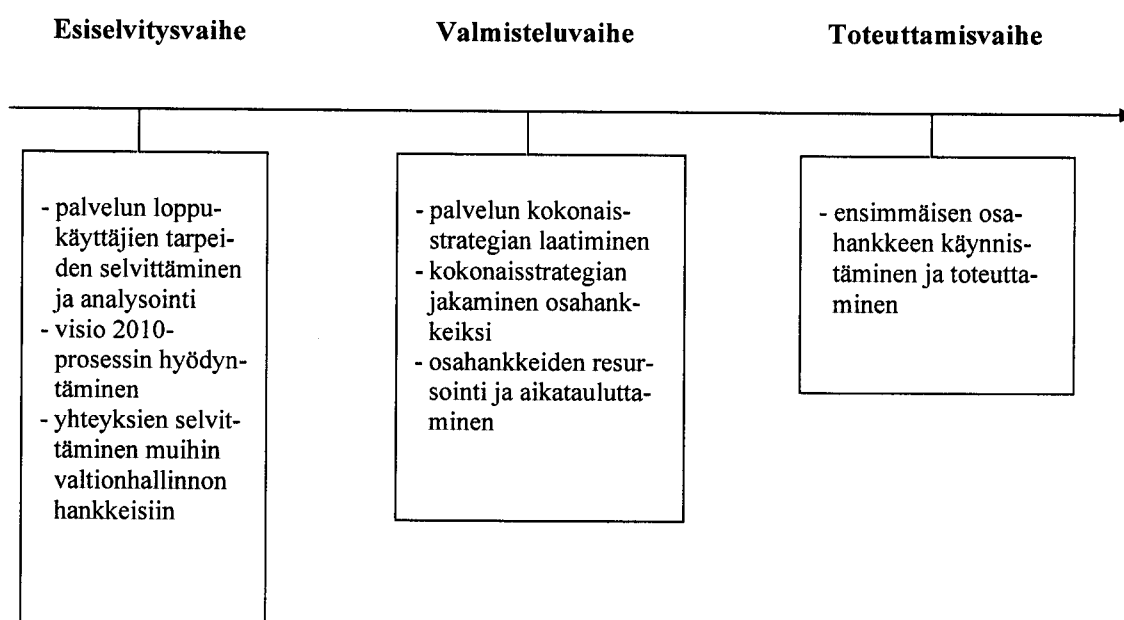 Esiselvitysvaihe
Valmisteluvaihe
Toteuttamisvaihe
- palvelun loppu-
käyttäjien tarpei-
den selvittäminen
ja analysointi
- visio 2010-
prosessin hyödyn-
täminen
- yhteyksien selvit-
täminen muihin
valtionhallinnon
hankkeisiin
- palvelun kokonais-
strategian laatiminen
- kokonaisstrategian
jakaminen osahank-
keiksi
- osahankkeiden resur-
sointi ja aikataulutta-
minen
- ensimmäisen osa-
hankkeen käynnis-
täminen ja toteutta-
minen